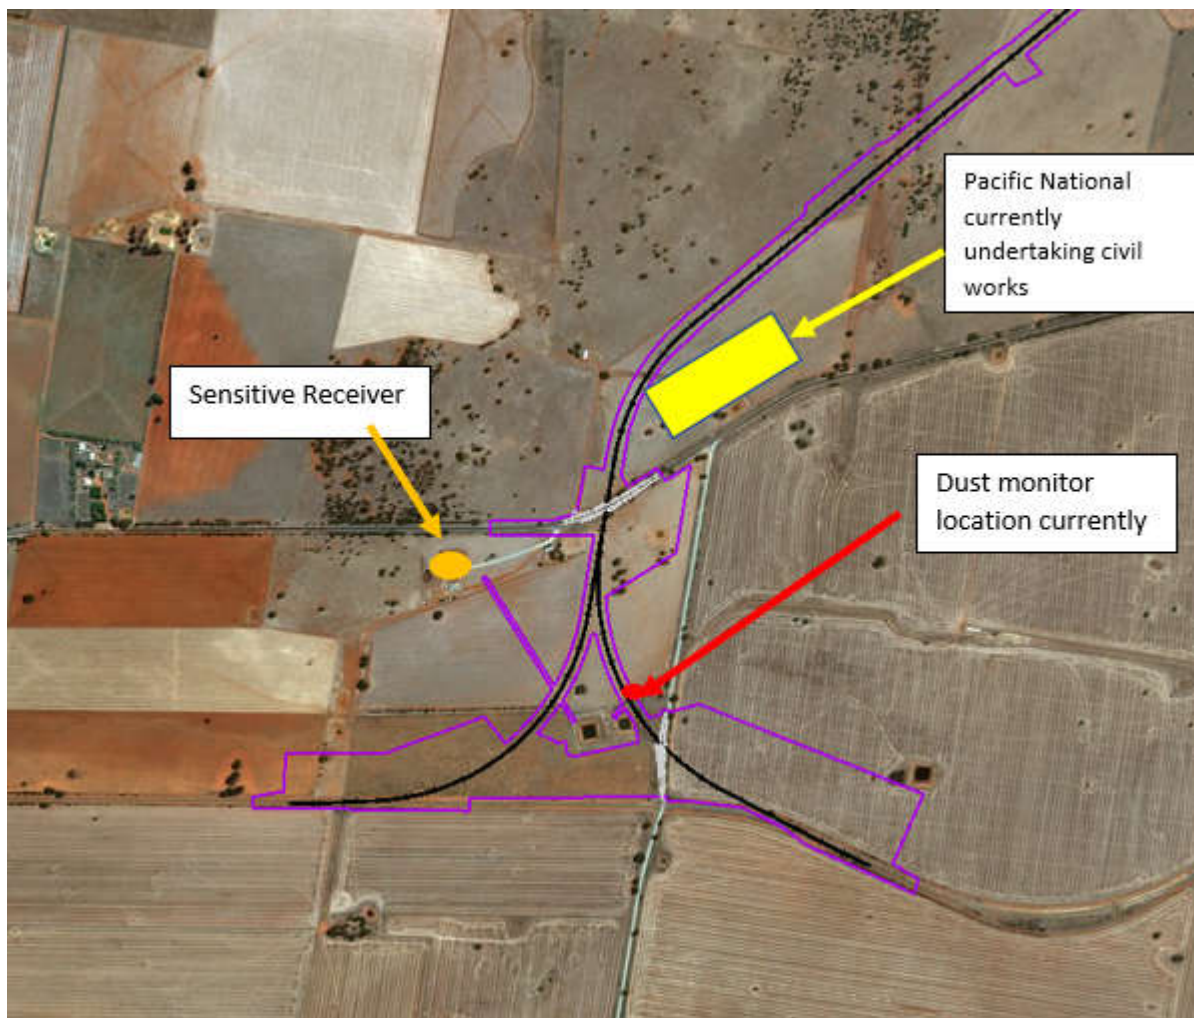 Pacific National
currently
undertaking civil
works
Sensitive Receiver
Dust monitor
location currently